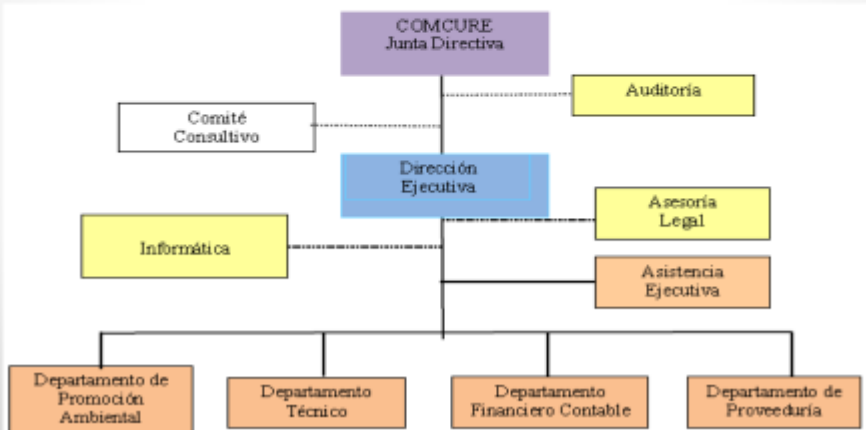 COMCURE
Junta Directiva
Auditoría
Comité
Consultivo
Dirección
Ejecutiva
Asesoría
Legal
Informática
Asistencia
Ejecutiva
Departamento de
Promoción
Ambiental
Departamento
Técnico
Departamento
Financiero Contable
Departamento de
Proveeduría